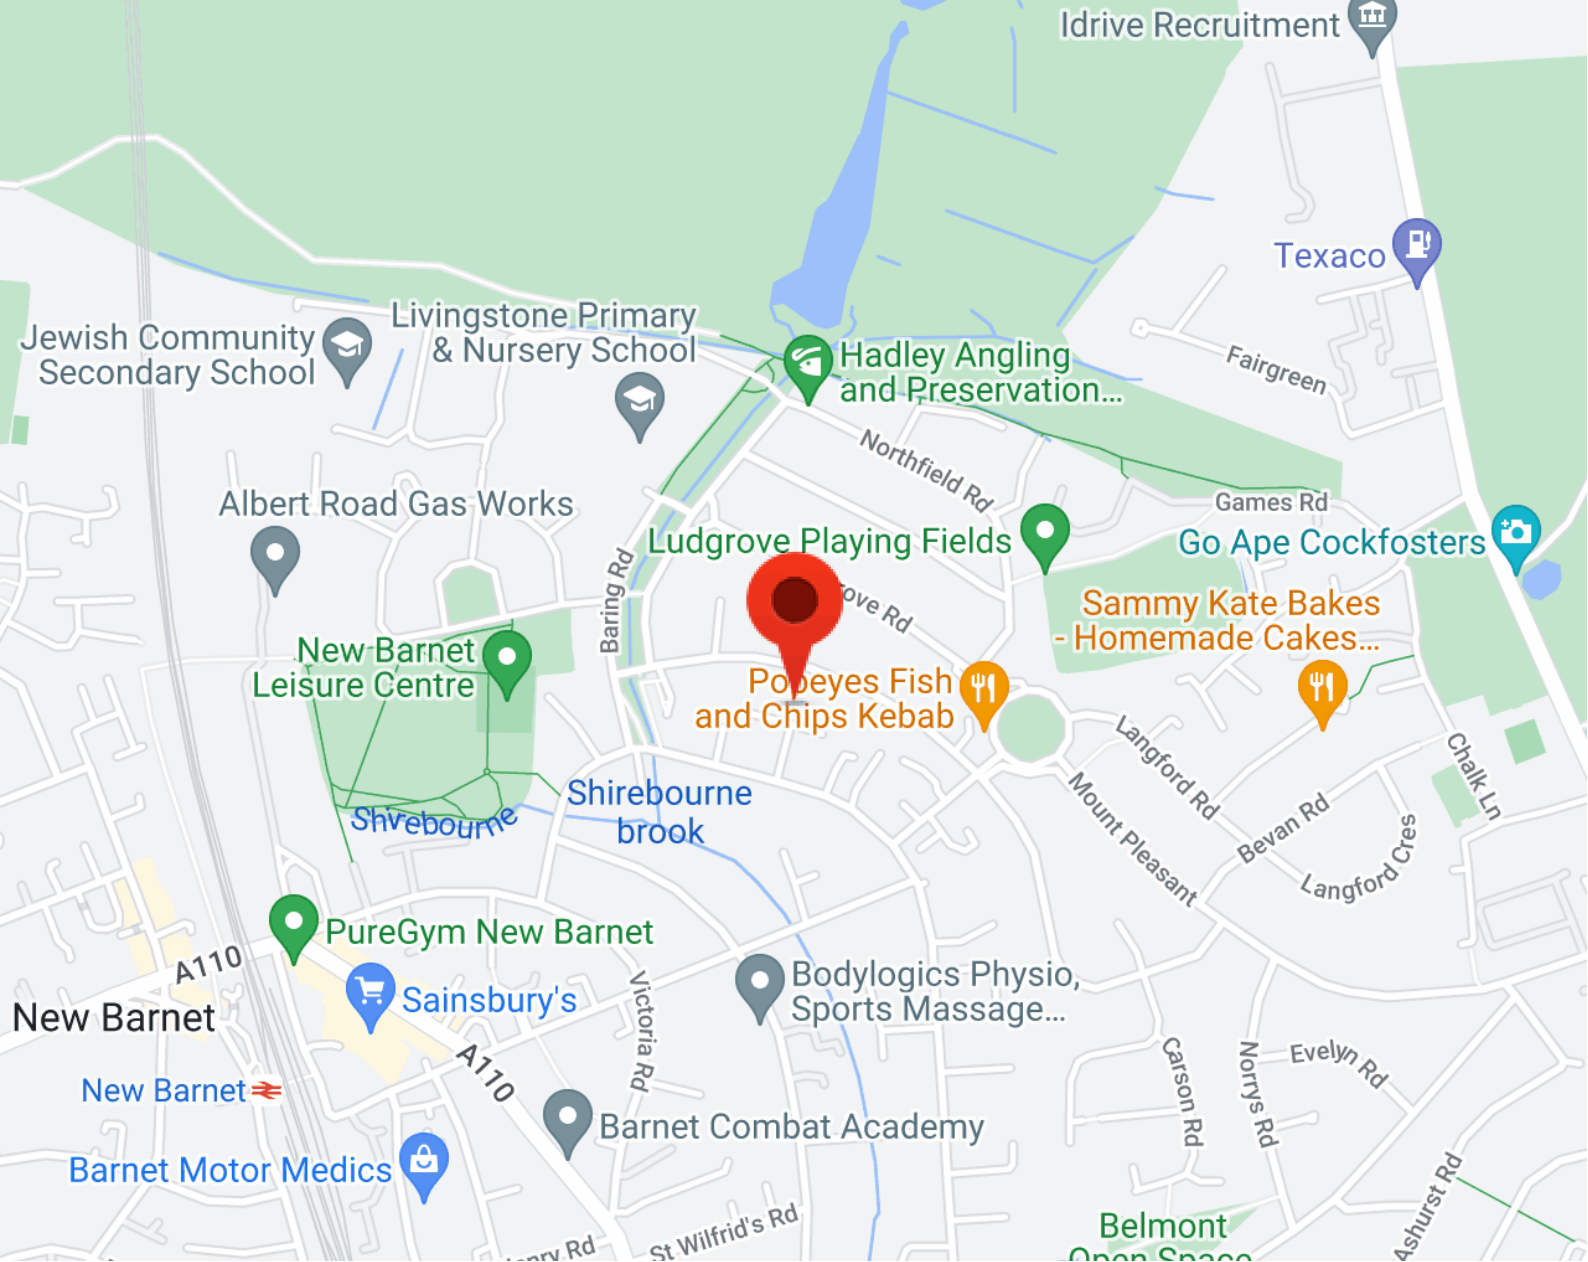 Idrive Recruitment
Texaco
Livingstone Primary
& Nursery School
Jewish Community
Secondary School
Hadley Angling
and Preservation...
Fairgreen
Northfield Rd
Albert Road Gas Works
Games Rd
Ludgrove Playing Fields
Go Ape Cockfosters
Baring Rd
ove Rd
Sammy Kate Bakes
- Homemade Cakes...
New Barnet
Leisure Centre
Popeyes Fish
and Chips Kebab
Langford Rd
Chalk Ln
Mount Pleasant
Bevan Rd
Langford Cres
Shirebourne
Shirebourne
brook
PureGym New Barnet
A110
Sainsbury's
New Barnet
Victoria Rd
Bodylogics Physio,
Sports Massage...
A110
New Barnet
Carson Rd
Norrys Rd
Evelyn Rd
Barnet Combat Academy
Barnet Motor Medics
Ashurst Rd
St Wilfrid's Rd
Rd
Belmont
Open Space